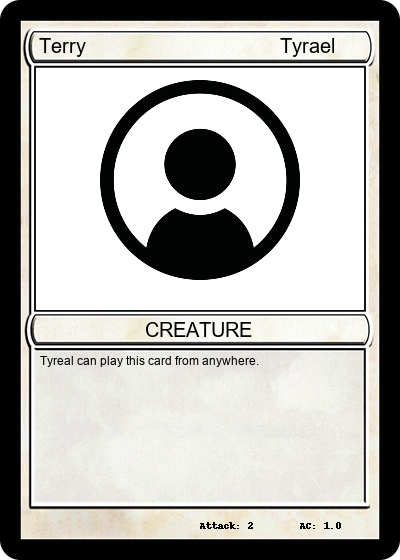 Terry Tyrael
CREATURE
Tyreal can play this card from anywhere.
Attack: 2 AC: 1.0